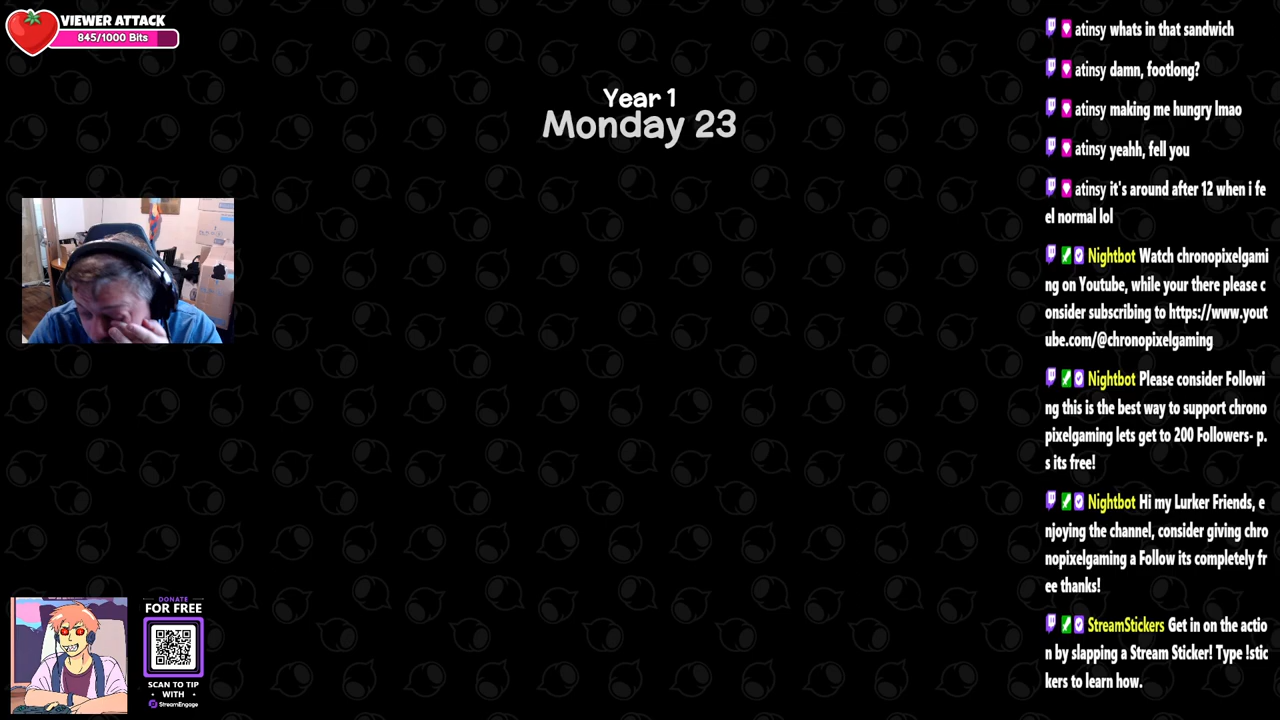 VIEWER ATTACK
845/1000 Bits
Year 1
Monday 23
DONATE
FOR FREE
SCAN TO TIP
• WITH •
StreamEngage
atinsy whats in that sandwich
atinsy damn, footlong?
atinsy making me hungry lmao
atinsy yeahh, fell you
atinsy it's around after 12 when i fe
el normal lol
Nightbot Watch chronopixelgami
ng on Youtube, while your there please c
onsider subscribing to https://www.yout
ube.com/@chronopixelgaming
Nightbot Please consider Followi
ng this is the best way to support chrono
pixelgaming lets get to 200 Followers- p.
s its free!
Nightbot Hi my Lurker Friends, e
njoying the channel, consider giving chro
nopixelgaming a Follow its completely fr
ee thanks!
StreamStickers Get in on the actio
n by slapping a Stream Sticker! Type !stic
kers to learn how.